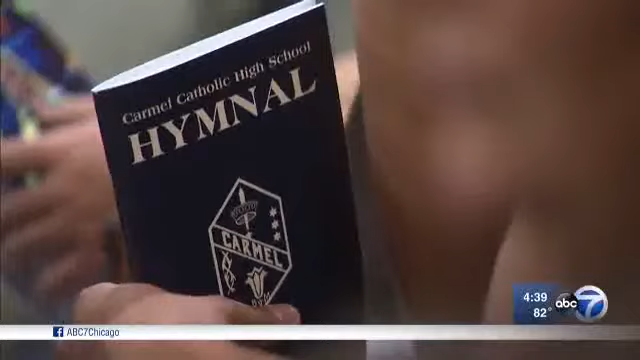 Carmel Catholic High School
HYMNAL
CARMEL
4:39
82°
abc 7
ABC7Chicago